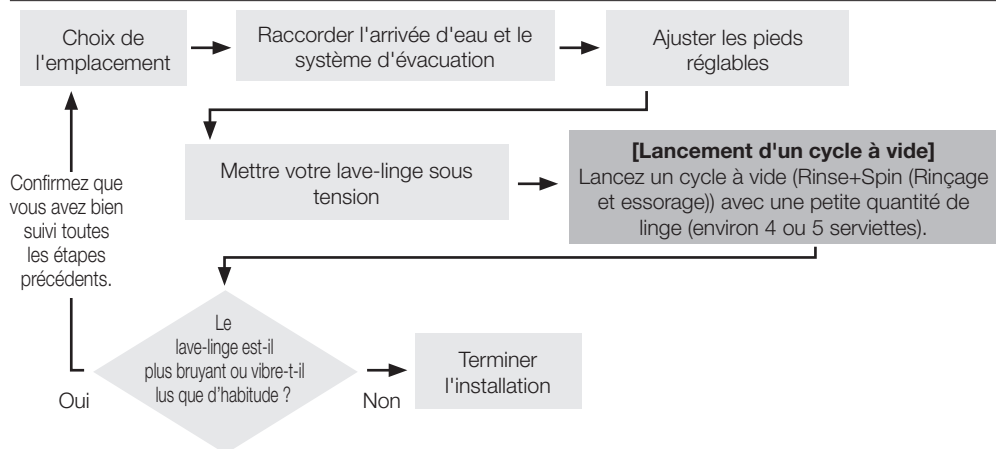 Choix de
l'emplacement
Raccorder l'arrivée d'eau et le
système d'évacuation
Ajuster les pieds
réglables
Mettre votre lave-linge sous
tension
[Lancement d'un cycle à vide]
Lancez un cycle à vide (Rinse+Spin (Rinçage
et essorage)) avec une petite quantité de
linge (environ 4 ou 5 serviettes).
Confirmez que
vous avez bien
suivi toutes
les étapes
précédents.
Le
lave-linge est-il
plus bruyant ou vibre-t-il
lus que d’habitude ?
Oui
Non
Terminer
l'installation